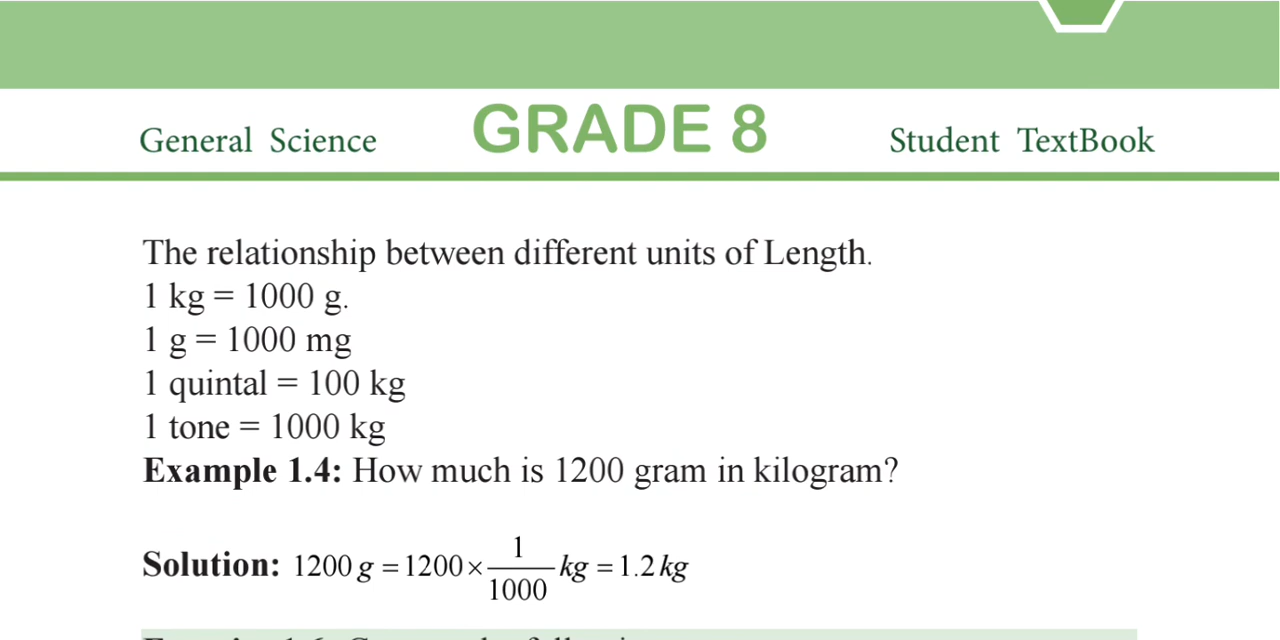 General Science GRADE 8 Student TextBook
The relationship between different units of Length.
1 kg = 1000 g.
1 g = 1000 mg
1 quintal = 100 kg
1 tone = 1000 kg
Example 1.4: How much is 1200 gram in kilogram?
Solution: 1200 g = 1200 × 1/1000 kg = 1.2 kg